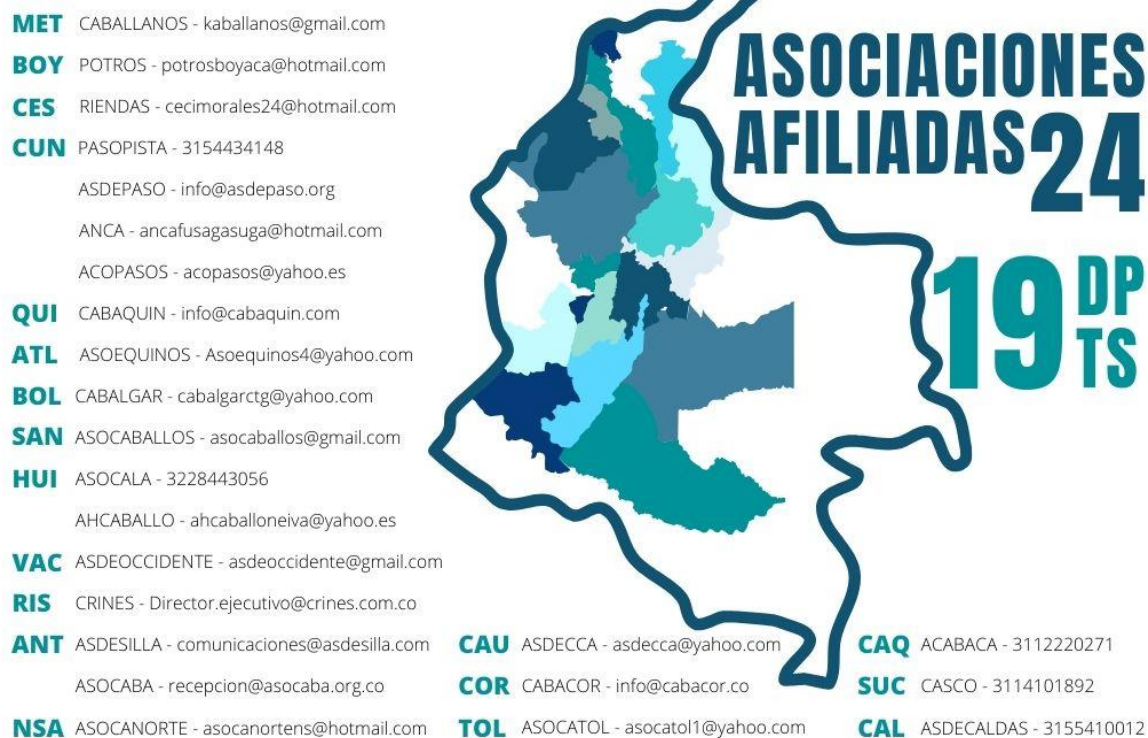 MET CABALLANOS - kaballanos@gmail.com
BOY POTROS - potrosboyaca@hotmail.com
CES RIENDAS - cecimorales24@hotmail.com
CUN PASOPISTA - 3154434148
ASDEPASO - info@asdepaso.org
ANCA - ancafusagasuga@hotmail.com
ACOPASOS - acopasos@yahoo.es
QUI CABAQUIN - info@cabaquin.com
ATL ASOEQUINOS - Asoequinos4@yahoo.com
BOL CABALGAR - cabalgarctg@yahoo.com
SAN ASOCABALLOS - asocaballos@gmail.com
HUI ASOCALA - 3228443056
AHCABALLO - ahcaballoneiva@yahoo.es
VAC ASDEOCCIDENTE - asdeoccidente@gmail.com
RIS CRINES - Director.ejecutivo@crines.com.co
ANT ASDESILLA - comunicaciones@asdesilla.com
ASOCABA - recepcion@asocaba.org.co
NSA ASOCANORTE - asocanortens@hotmail.com
CAU ASDECCA - asdecca@yahoo.com
COR CABACOR - info@cabacor.co
TOL ASOCATOL - asocatol1@yahoo.com
CAQ ACABACA - 3112220271
SUC CASCO - 3114101892
CAL ASDECALDAS - 3155410012
ASOCIACIONES
AFILIADAS 24
19 DP
TS